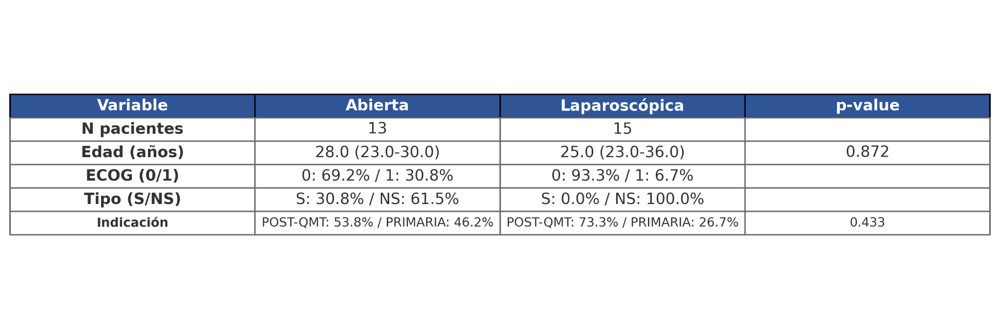 Variable Abierta Laparoscópica p-value
N pacientes 13 15
Edad (años) 28.0 (23.0-30.0) 25.0 (23.0-36.0) 0.872
ECOG (0/1) 0: 69.2% / 1: 30.8% 0: 93.3% / 1: 6.7%
Tipo (S/NS) S: 30.8% / NS: 61.5% S: 0.0% / NS: 100.0%
Indicación POST-QMT: 53.8% / PRIMARIA: 46.2% POST-QMT: 73.3% / PRIMARIA: 26.7% 0.433